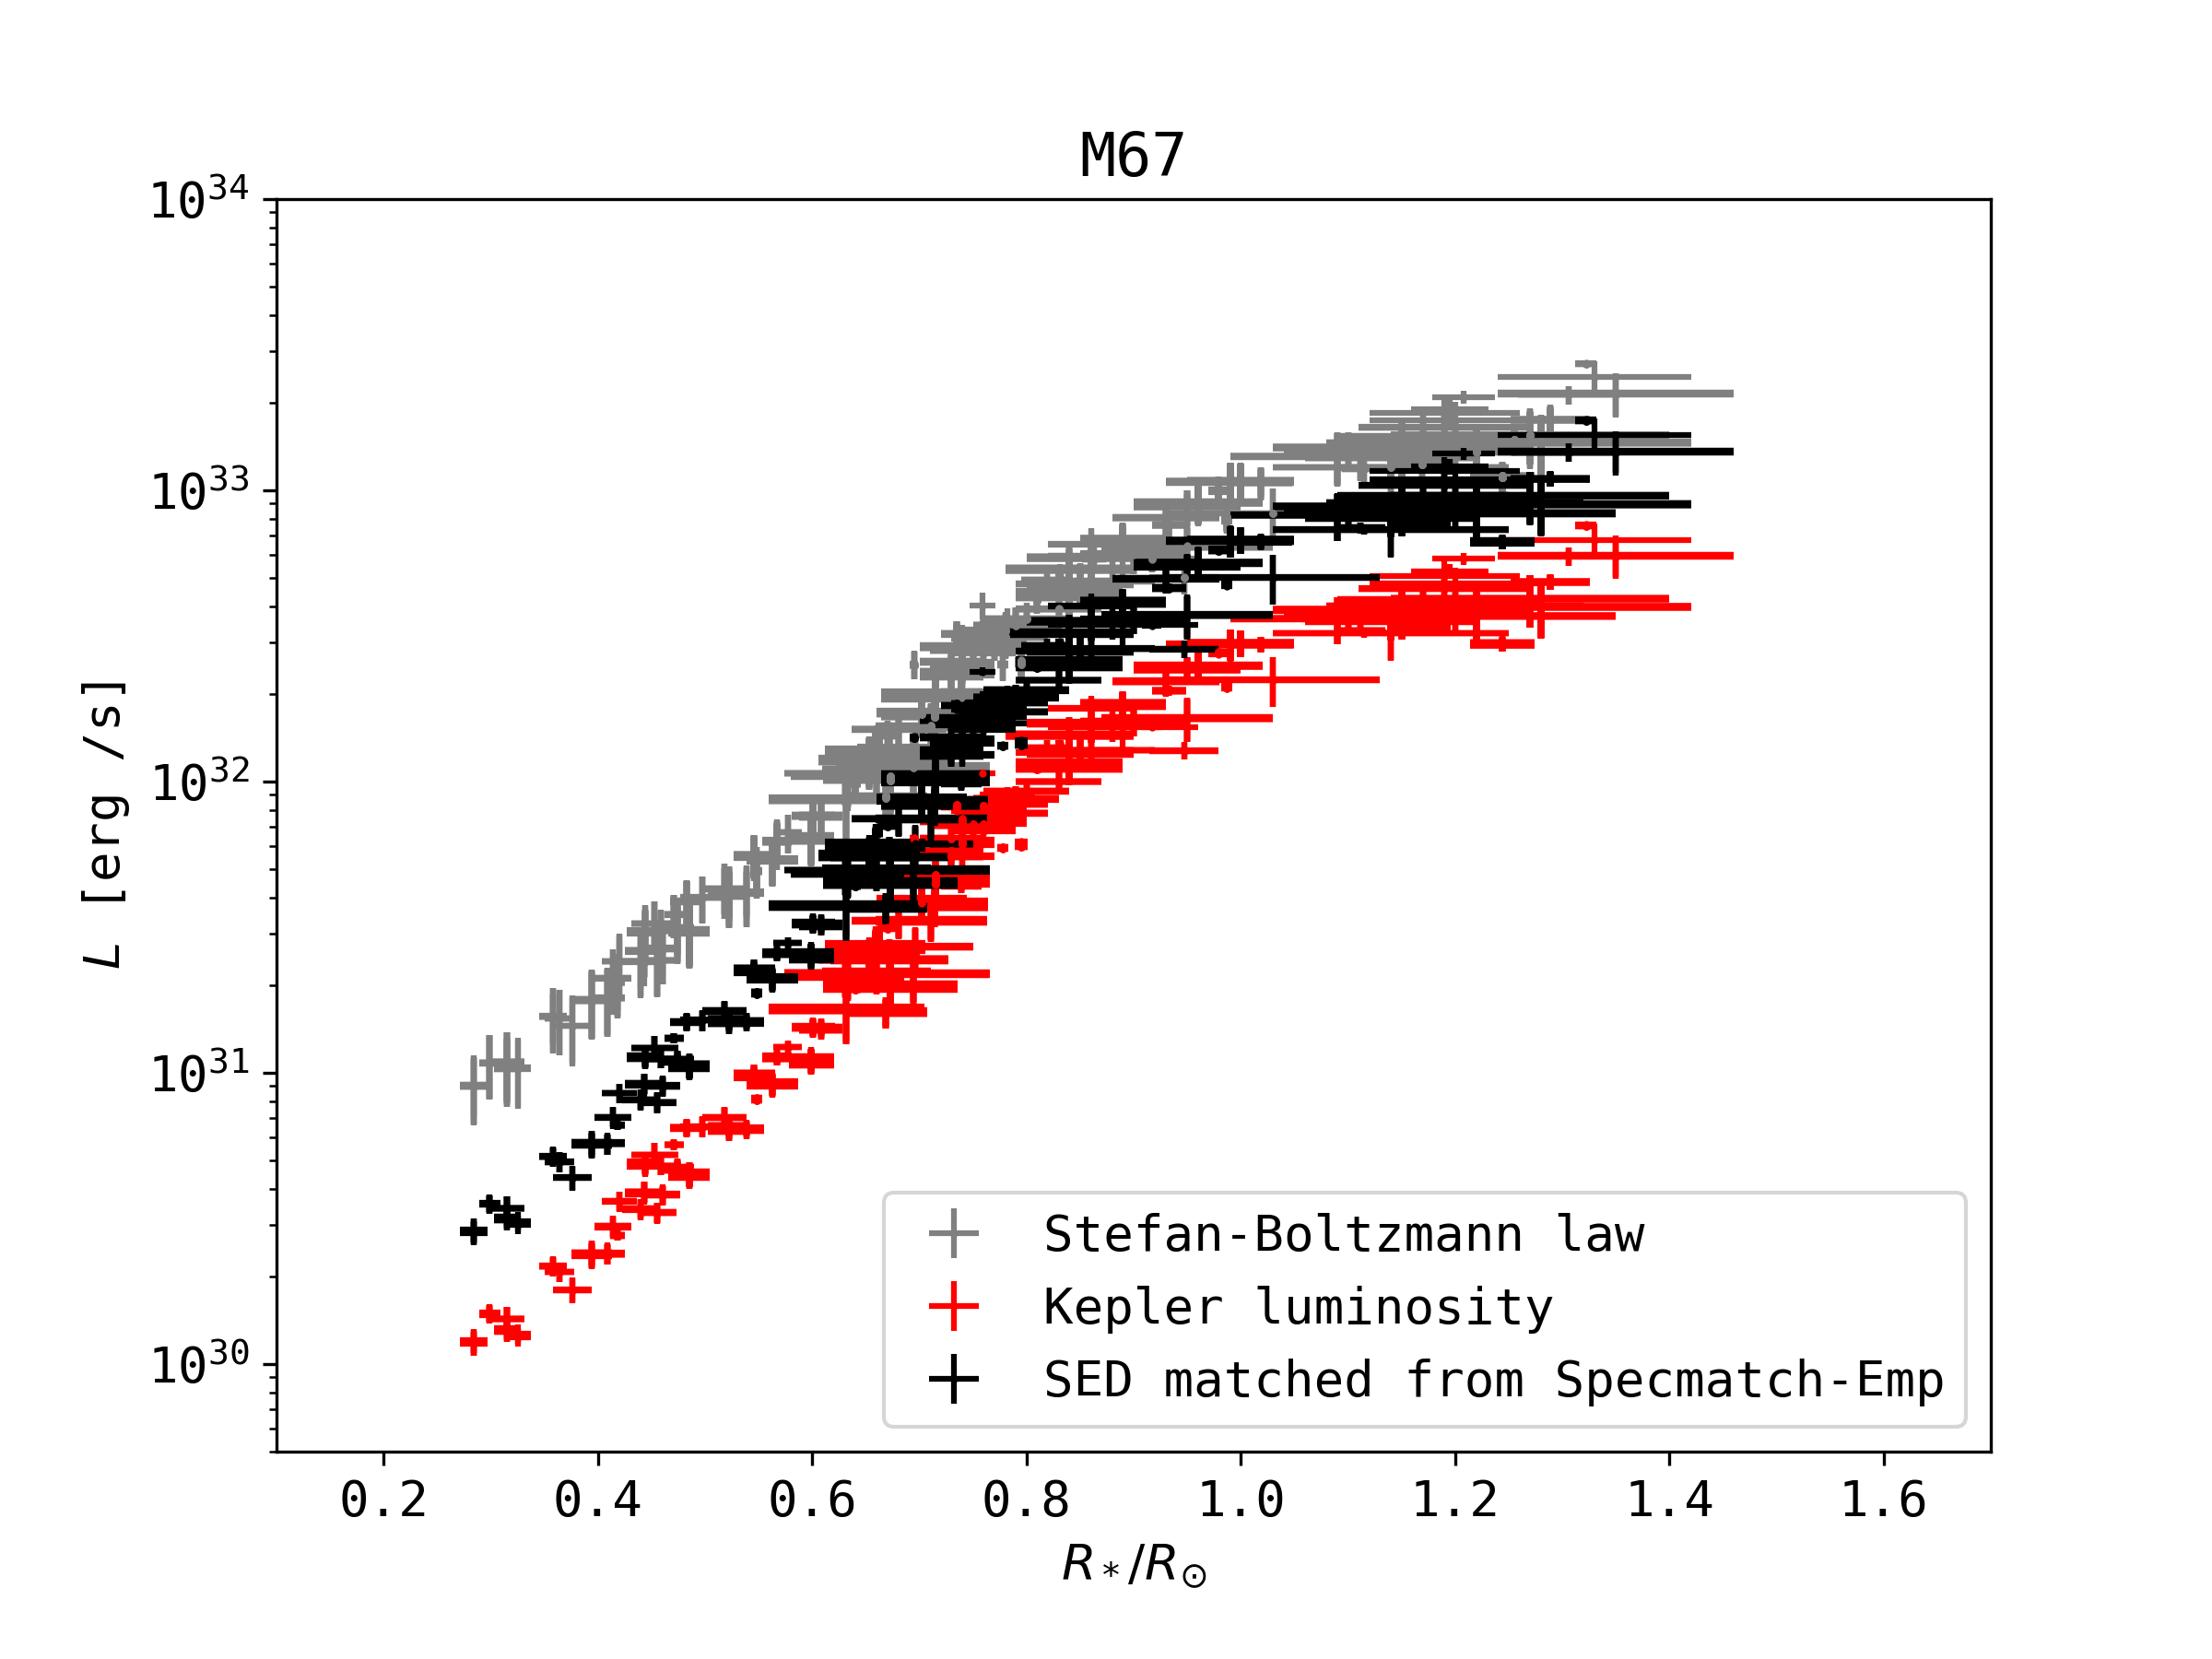 M67
10^34
10^33
10^32
10^31
10^30
L [erg /s]
Stefan-Boltzmann law
Kepler luminosity
SED matched from Specmatch-Emp
0.2 0.4 0.6 0.8 1.0 1.2 1.4 1.6
R_*/R_⊙